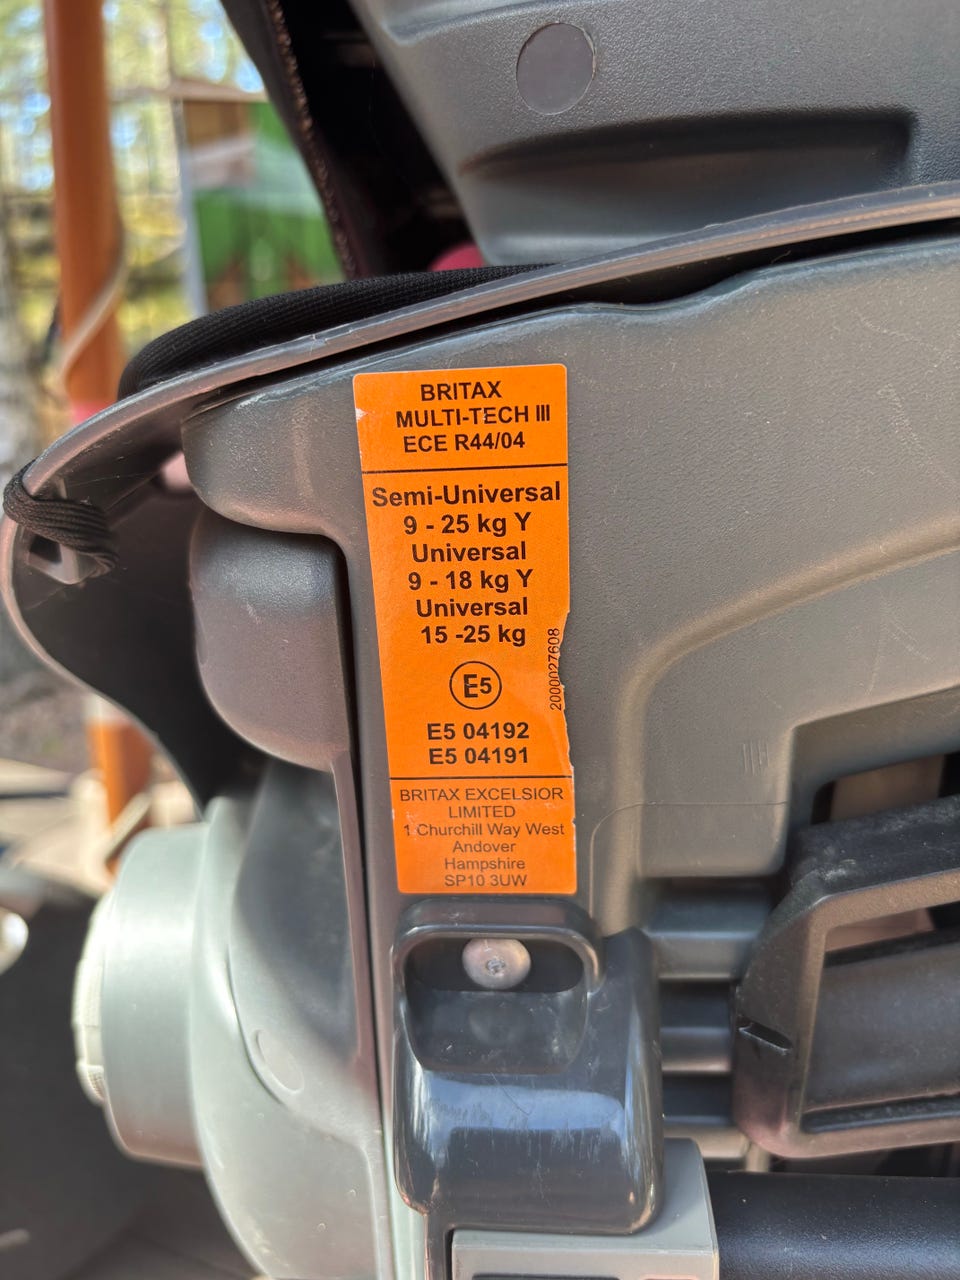 BRITAX
MULTI-TECH III
ECE R44/04
Semi-Universal
9 - 25 kg Y
Universal
9 - 18 kg Y
Universal
15 -25 kg
2000027608
E5
E5 04192
E5 04191
BRITAX EXCELSIOR
LIMITED
1 Churchill Way West
Andover
Hampshire
SP10 3UW